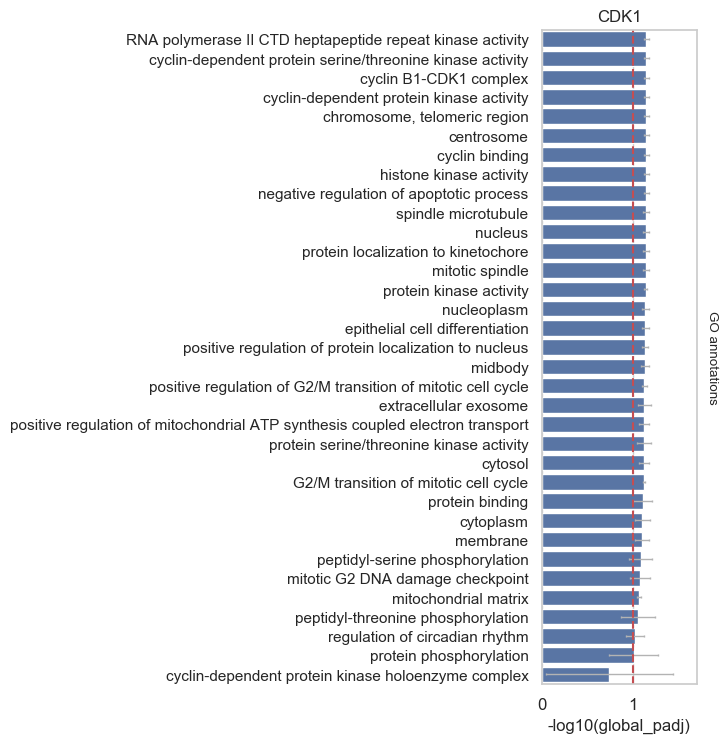 CDK1
RNA polymerase II CTD heptapeptide repeat kinase activity
cyclin-dependent protein serine/threonine kinase activity
cyclin B1-CDK1 complex
cyclin-dependent protein kinase activity
chromosome, telomeric region
centrosome
cyclin binding
histone kinase activity
negative regulation of apoptotic process
spindle microtubule
nucleus
protein localization to kinetochore
mitotic spindle
protein kinase activity
nucleoplasm
epithelial cell differentiation
positive regulation of protein localization to nucleus
midbody
positive regulation of G2/M transition of mitotic cell cycle
extracellular exosome
positive regulation of mitochondrial ATP synthesis coupled electron transport
protein serine/threonine kinase activity
cytosol
G2/M transition of mitotic cell cycle
protein binding
cytoplasm
membrane
peptidyl-serine phosphorylation
mitotic G2 DNA damage checkpoint
mitochondrial matrix
peptidyl-threonine phosphorylation
regulation of circadian rhythm
protein phosphorylation
cyclin-dependent protein kinase holoenzyme complex
GO annotations
0 1
-log10(global_padj)